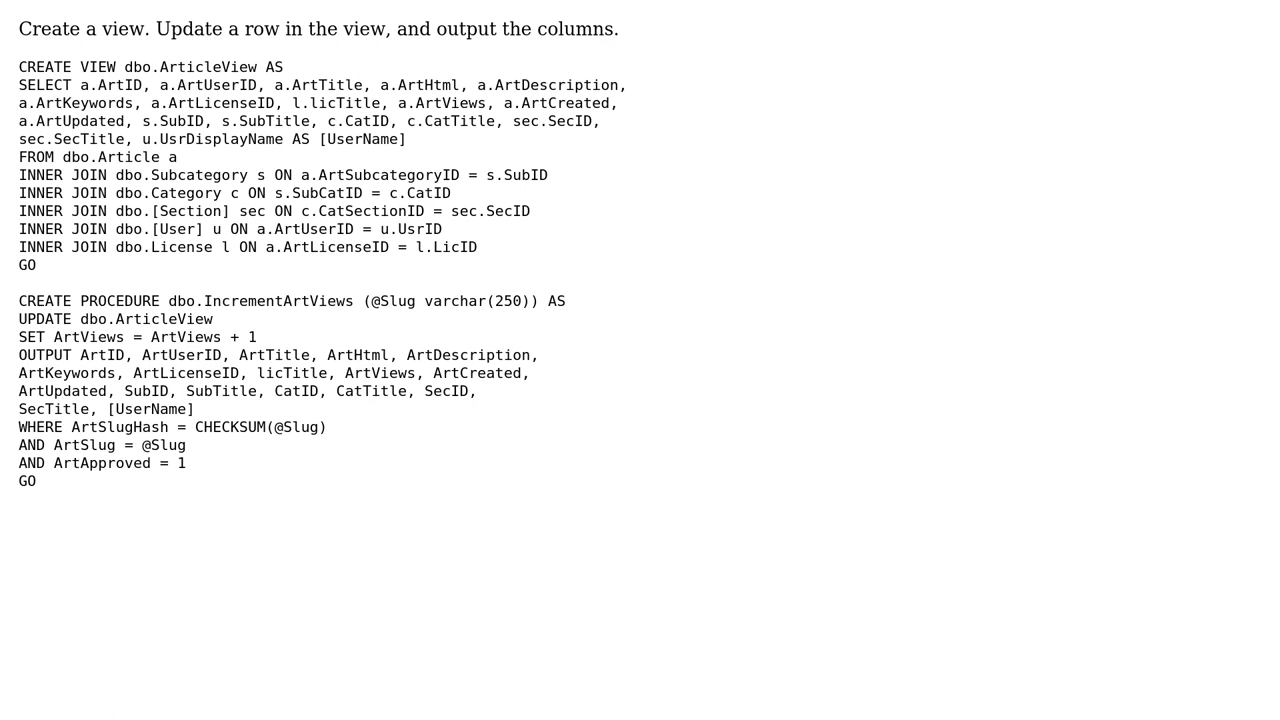 Create a view. Update a row in the view, and output the columns.
CREATE VIEW dbo.ArticleView AS
SELECT a.ArtID, a.ArtUserID, a.ArtTitle, a.ArtHtml, a.ArtDescription,
a.ArtKeywords, a.ArtLicenseID, l.licTitle, a.ArtViews, a.ArtCreated,
a.ArtUpdated, s.SubID, s.SubTitle, c.CatID, c.CatTitle, sec.SecID,
sec.SecTitle, u.UsrDisplayName AS [UserName]
FROM dbo.Article a
INNER JOIN dbo.Subcategory s ON a.ArtSubcategoryID = s.SubID
INNER JOIN dbo.Category c ON s.SubCatID = c.CatID
INNER JOIN dbo.[Section] sec ON c.CatSectionID = sec.SecID
INNER JOIN dbo.[User] u ON a.ArtUserID = u.UsrID
INNER JOIN dbo.License l ON a.ArtLicenseID = l.LicID
GO
CREATE PROCEDURE dbo.IncrementArtViews (@Slug varchar(250)) AS
UPDATE dbo.ArticleView
SET ArtViews = ArtViews + 1
OUTPUT ArtID, ArtUserID, ArtTitle, ArtHtml, ArtDescription,
ArtKeywords, ArtLicenseID, licTitle, ArtViews, ArtCreated,
ArtUpdated, SubID, SubTitle, CatID, CatTitle, SecID,
SecTitle, [UserName]
WHERE ArtSlugHash = CHECKSUM(@Slug)
AND ArtSlug = @Slug
AND ArtApproved = 1
GO